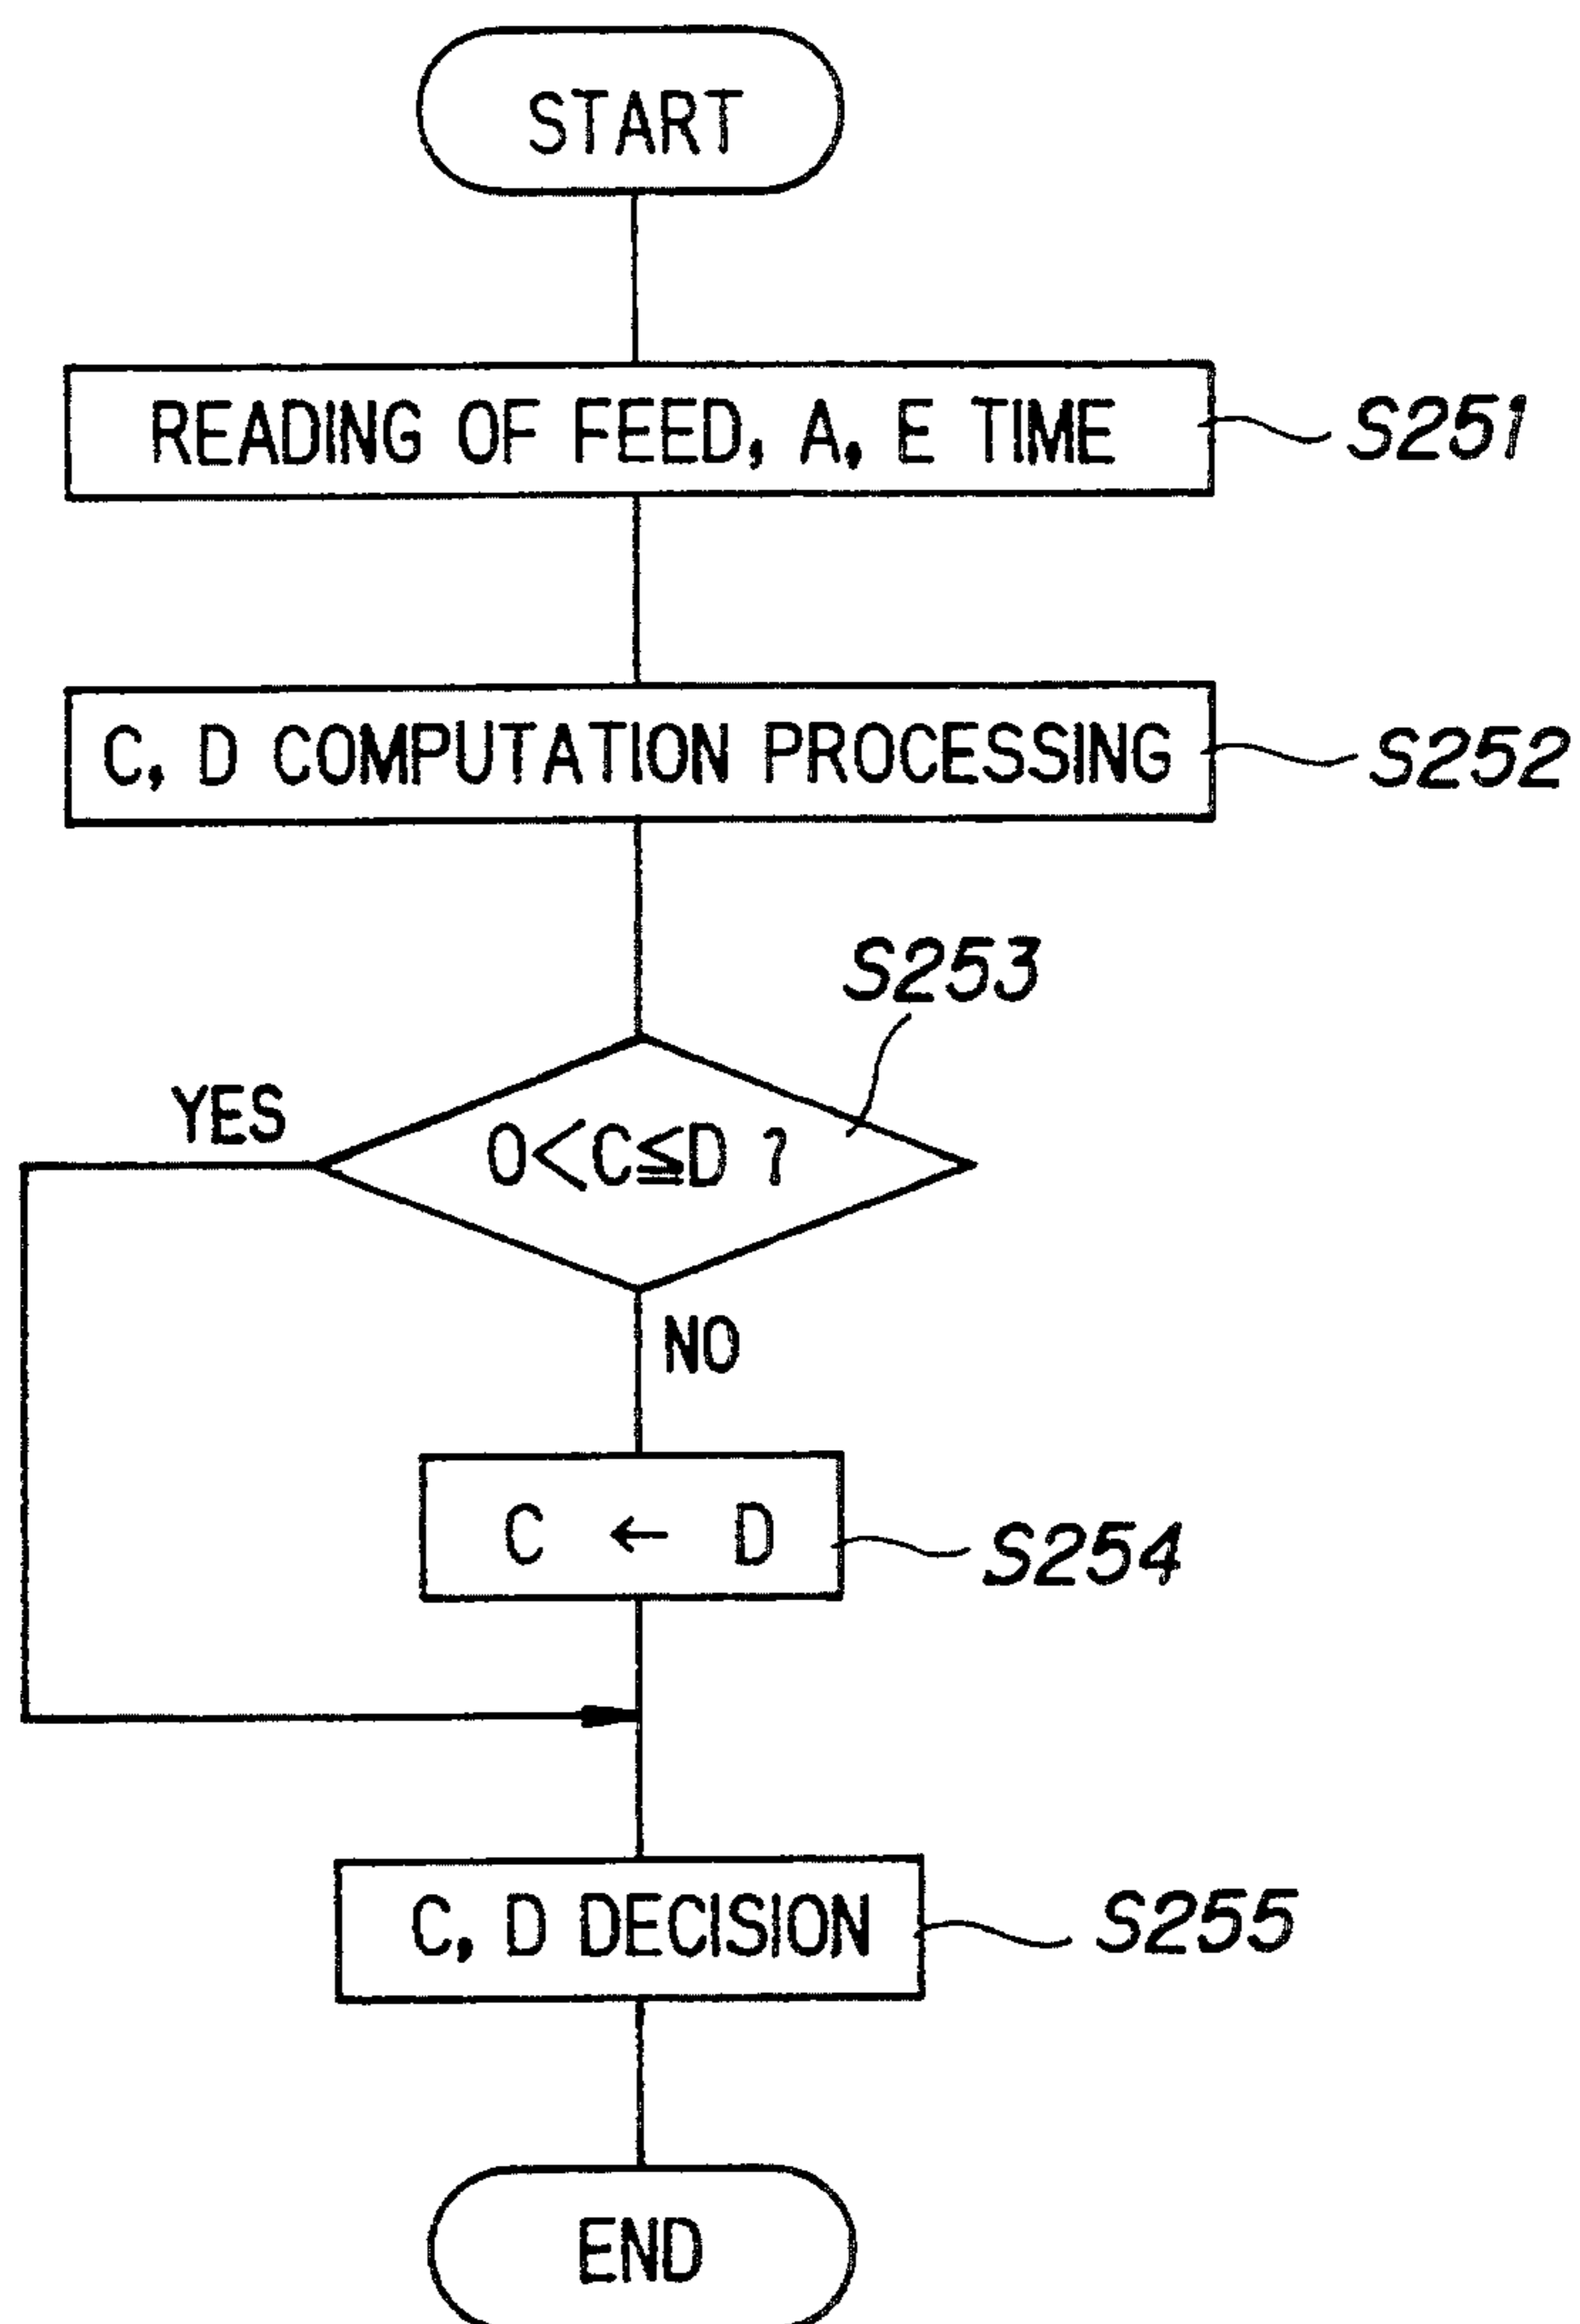 START
READING OF FEED, A, E TIME
S251
C, D COMPUTATION PROCESSING
S252
S253
YES
0<C≦D ?
NO
C ← D
S254
C, D DECISION
S255
END